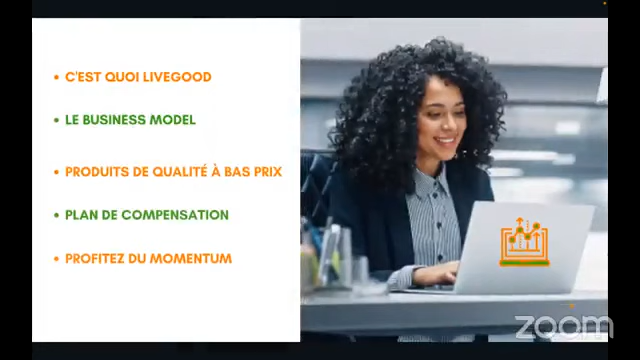 • C'EST QUOI LIVEGOOD
• LE BUSINESS MODEL
• PRODUITS DE QUALITÉ À BAS PRIX
• PLAN DE COMPENSATION
• PROFITEZ DU MOMENTUM
zoom